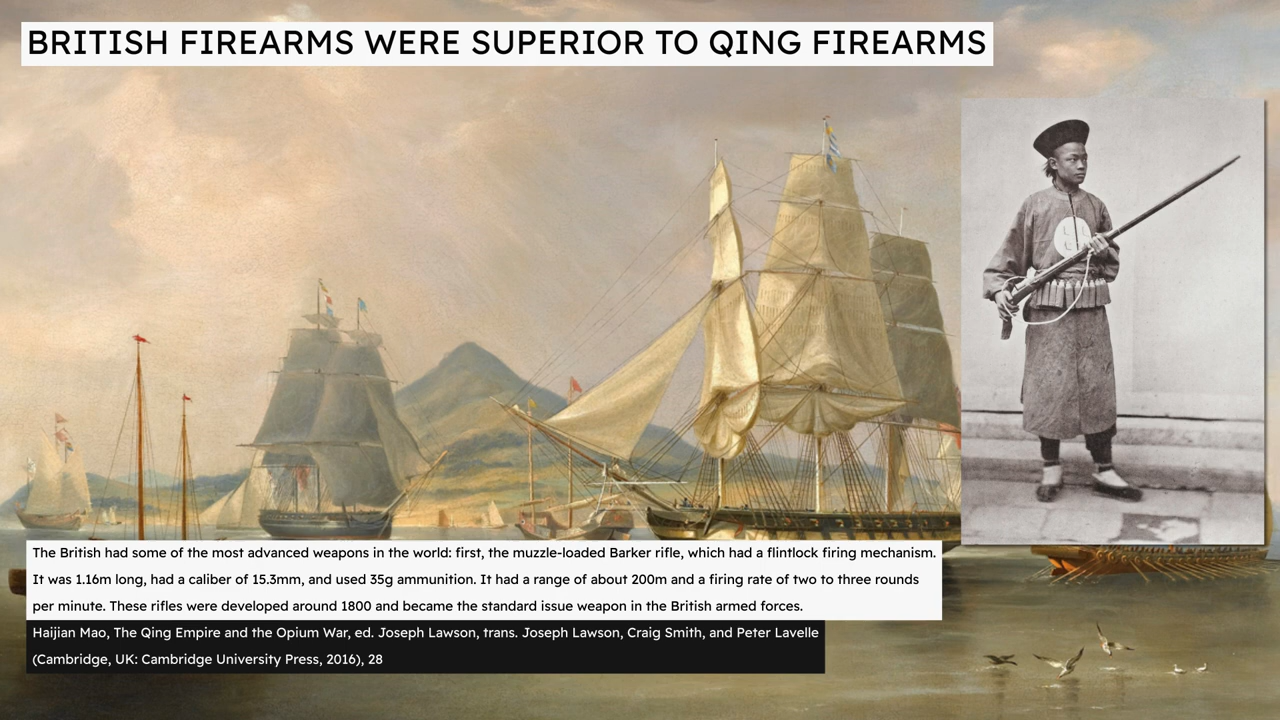 BRITISH FIREARMS WERE SUPERIOR TO QING FIREARMS
The British had some of the most advanced weapons in the world: first, the muzzle-loaded Barker rifle, which had a flintlock firing mechanism.
It was 1.16m long, had a caliber of 15.3mm, and used 35g ammunition. It had a range of about 200m and a firing rate of two to three rounds
per minute. These rifles were developed around 1800 and became the standard issue weapon in the British armed forces.
Haijian Mao, The Qing Empire and the Opium War, ed. Joseph Lawson, trans. Joseph Lawson, Craig Smith, and Peter Lavelle
(Cambridge, UK: Cambridge University Press, 2016), 28